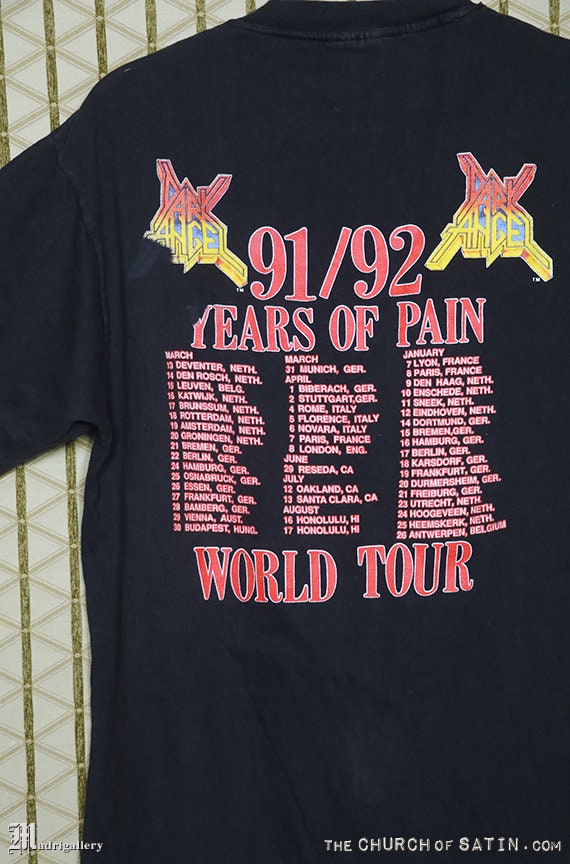 DARK ANGEL
TM
DARK ANGEL
TM
91/92
YEARS OF PAIN
MARCH
13 DEVENTER, NETH.
14 DEN ROSCH, NETH.
15 LEUVEN, BELG.
16 KATWIJK, NETH.
17 BRUNSSUM, NETH.
18 ROTTERDAM, NETH.
19 AMSTERDAM, NETH.
20 GRONINGEN, NETH.
21 BREMEN, GER.
22 BERLIN, GER.
24 HAMBURG, GER.
25 OSNABRUCK, GER.
26 ESSEN, GER.
27 FRANKFURT, GER.
28 BAMBERG, GER.
29 VIENNA, AUST.
30 BUDAPEST, HUNG.
MARCH
31 MUNICH, GER.
APRIL
1 BIBERACH, GER.
2 STUTTGART,GER.
4 ROME, ITALY
5 FLORENCE, ITALY
6 NOVARA, ITALY
7 PARIS, FRANCE
8 LONDON, ENG.
JUNE
29 RESEDA, CA
JULY
12 OAKLAND, CA
13 SANTA CLARA, CA
AUGUST
16 HONOLULU, HI
17 HONOLULU, HI
JANUARY
7 LYON, FRANCE
8 PARIS, FRANCE
9 DEN HAAG, NETH.
10 ENSCHEDE, NETH.
11 SNEEK, NETH.
12 EINDHOVEN, NETH.
14 DORTMUND, GER.
15 BREMEN,GER.
16 HAMBURG, GER.
17 BERLIN, GER.
18 KARSDORF, GER.
19 FRANKFURT, GER.
20 DURMERSHEIM, GER.
21 FREIBURG, GER.
23 UTRECHT, NETH.
24 HOOGEVEEN, NETH.
25 HEEMSKERK, NETH.
26 ANTWERPEN, BELGIUM
WORLD TOUR
Madrigallery
THE CHURCH OF SATIN . COM